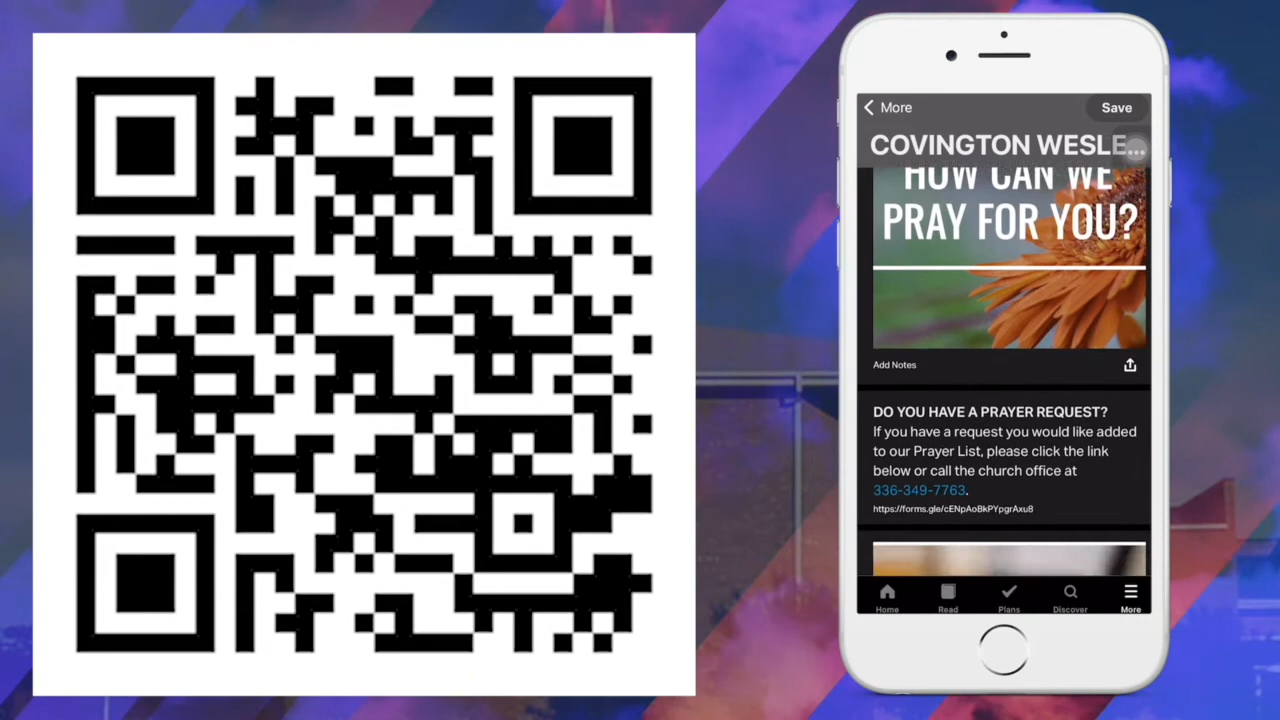 More
Save
COVINGTON WESLE...
HOW CAN WE
PRAY FOR YOU?
Add Notes
DO YOU HAVE A PRAYER REQUEST?
If you have a request you would like added
to our Prayer List, please click the link
below or call the church office at
336-349-7763.
https://forms.gle/cENpAoBkPYpgrAxu8
Home
Read
Plans
Discover
More